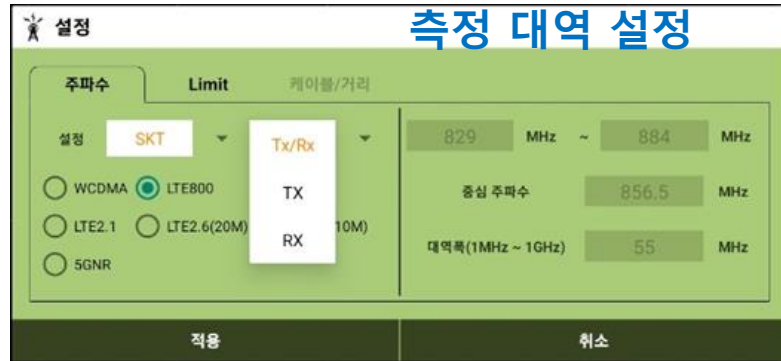 설정
측정 대역 설정
주파수 Limit 케이블/거리
설정 SKT Tx/Rx
TX
RX
WCDMA LTE800
LTE2.1 LTE2.6(20M) 10M)
5GNR
829 MHz ~ 884 MHz
중심 주파수 856.5 MHz
대역폭(1MHz ~ 1GHz) 55 MHz
적용 취소